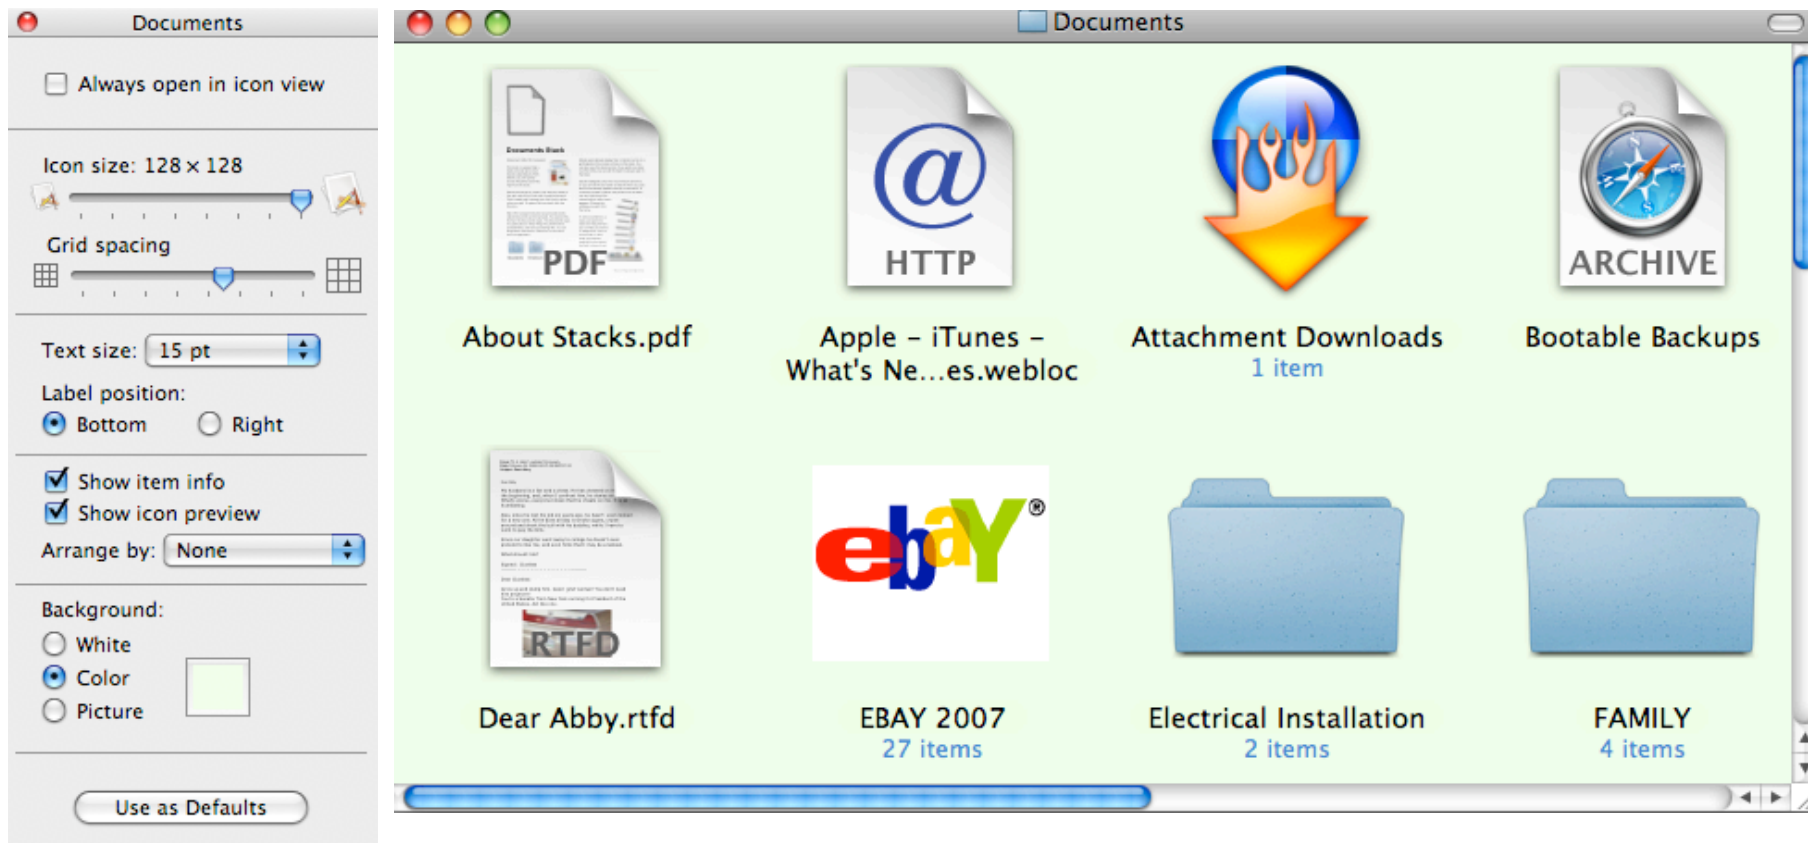 Documents
Always open in icon view
Icon size: 128 × 128
Grid spacing
Text size: 15 pt
Label position:
Bottom Right
Show item info
Show icon preview
Arrange by: None
Background:
White
Color
Picture
Use as Defaults
Documents
Documents Stack
PDF
About Stacks.pdf
@
HTTP
Apple – iTunes –
What's Ne...es.webloc
Attachment Downloads
1 item
ARCHIVE
Bootable Backups
RTFD
Dear Abby.rtfd
ebaY®
EBAY 2007
27 items
Electrical Installation
2 items
FAMILY
4 items